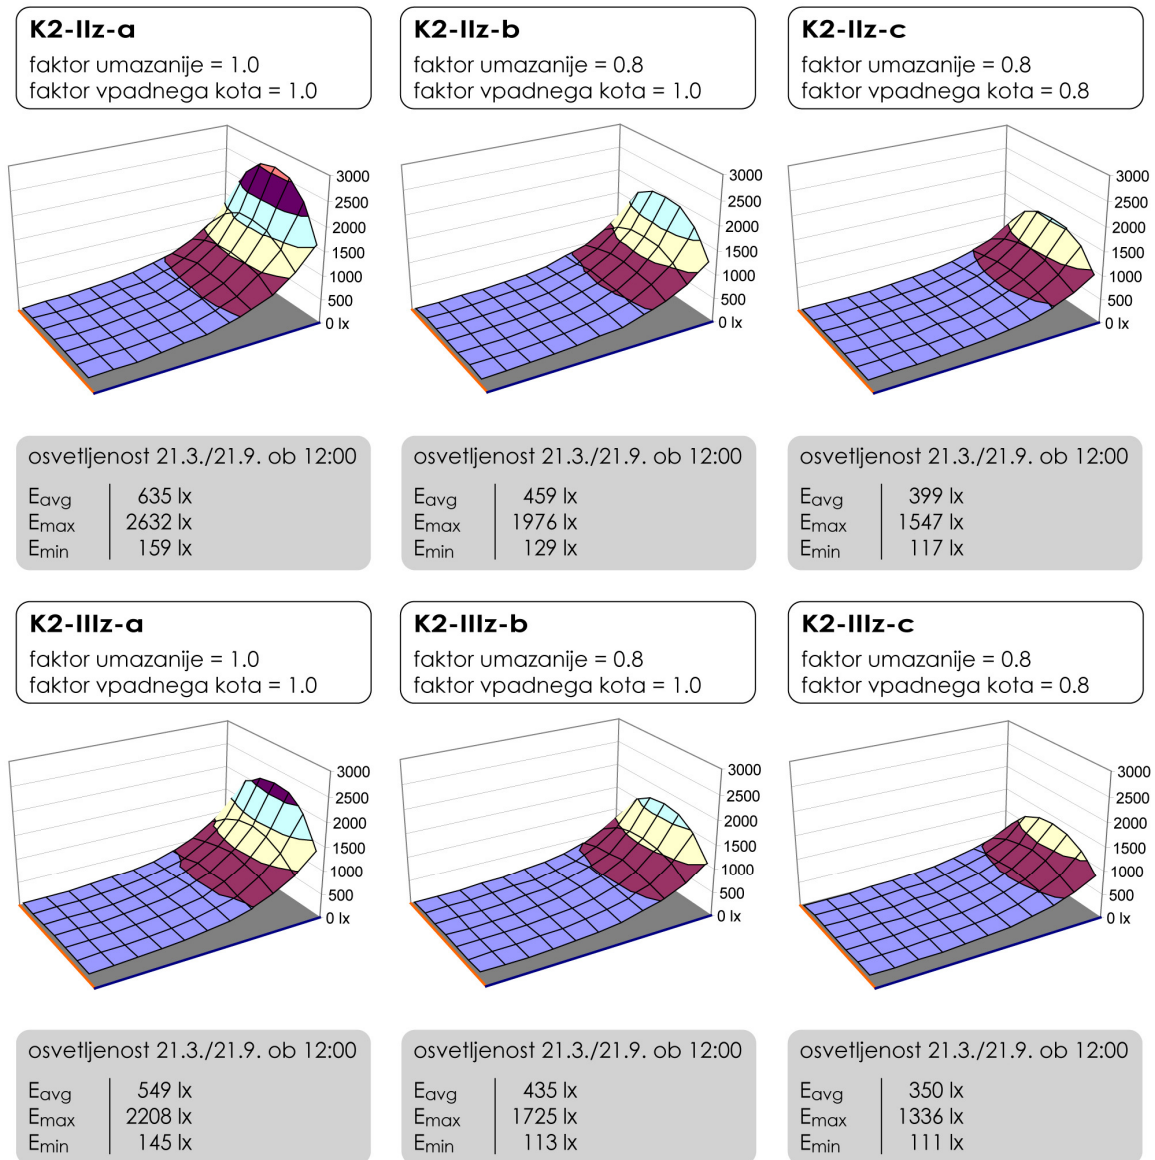 K2-IIz-a
faktor umazanije = 1.0
faktor vpadnega kota = 1.0
K2-IIz-b
faktor umazanije = 0.8
faktor vpadnega kota = 1.0
K2-IIz-c
faktor umazanije = 0.8
faktor vpadnega kota = 0.8
3000
2500
2000
1500
1000
500
0 lx
3000
2500
2000
1500
1000
500
0 lx
3000
2500
2000
1500
1000
500
0 lx
osvetljenost 21.3./21.9. ob 12:00
Eavg 635 lx
Emax 2632 lx
Emin 159 lx
osvetljenost 21.3./21.9. ob 12:00
Eavg 459 lx
Emax 1976 lx
Emin 129 lx
osvetljenost 21.3./21.9. ob 12:00
Eavg 399 lx
Emax 1547 lx
Emin 117 lx
K2-IIIz-a
faktor umazanije = 1.0
faktor vpadnega kota = 1.0
K2-IIIz-b
faktor umazanije = 0.8
faktor vpadnega kota = 1.0
K2-IIIz-c
faktor umazanije = 0.8
faktor vpadnega kota = 0.8
3000
2500
2000
1500
1000
500
0 lx
3000
2500
2000
1500
1000
500
0 lx
3000
2500
2000
1500
1000
500
0 lx
osvetljenost 21.3./21.9. ob 12:00
Eavg 549 lx
Emax 2208 lx
Emin 145 lx
osvetljenost 21.3./21.9. ob 12:00
Eavg 435 lx
Emax 1725 lx
Emin 113 lx
osvetljenost 21.3./21.9. ob 12:00
Eavg 350 lx
Emax 1336 lx
Emin 111 lx